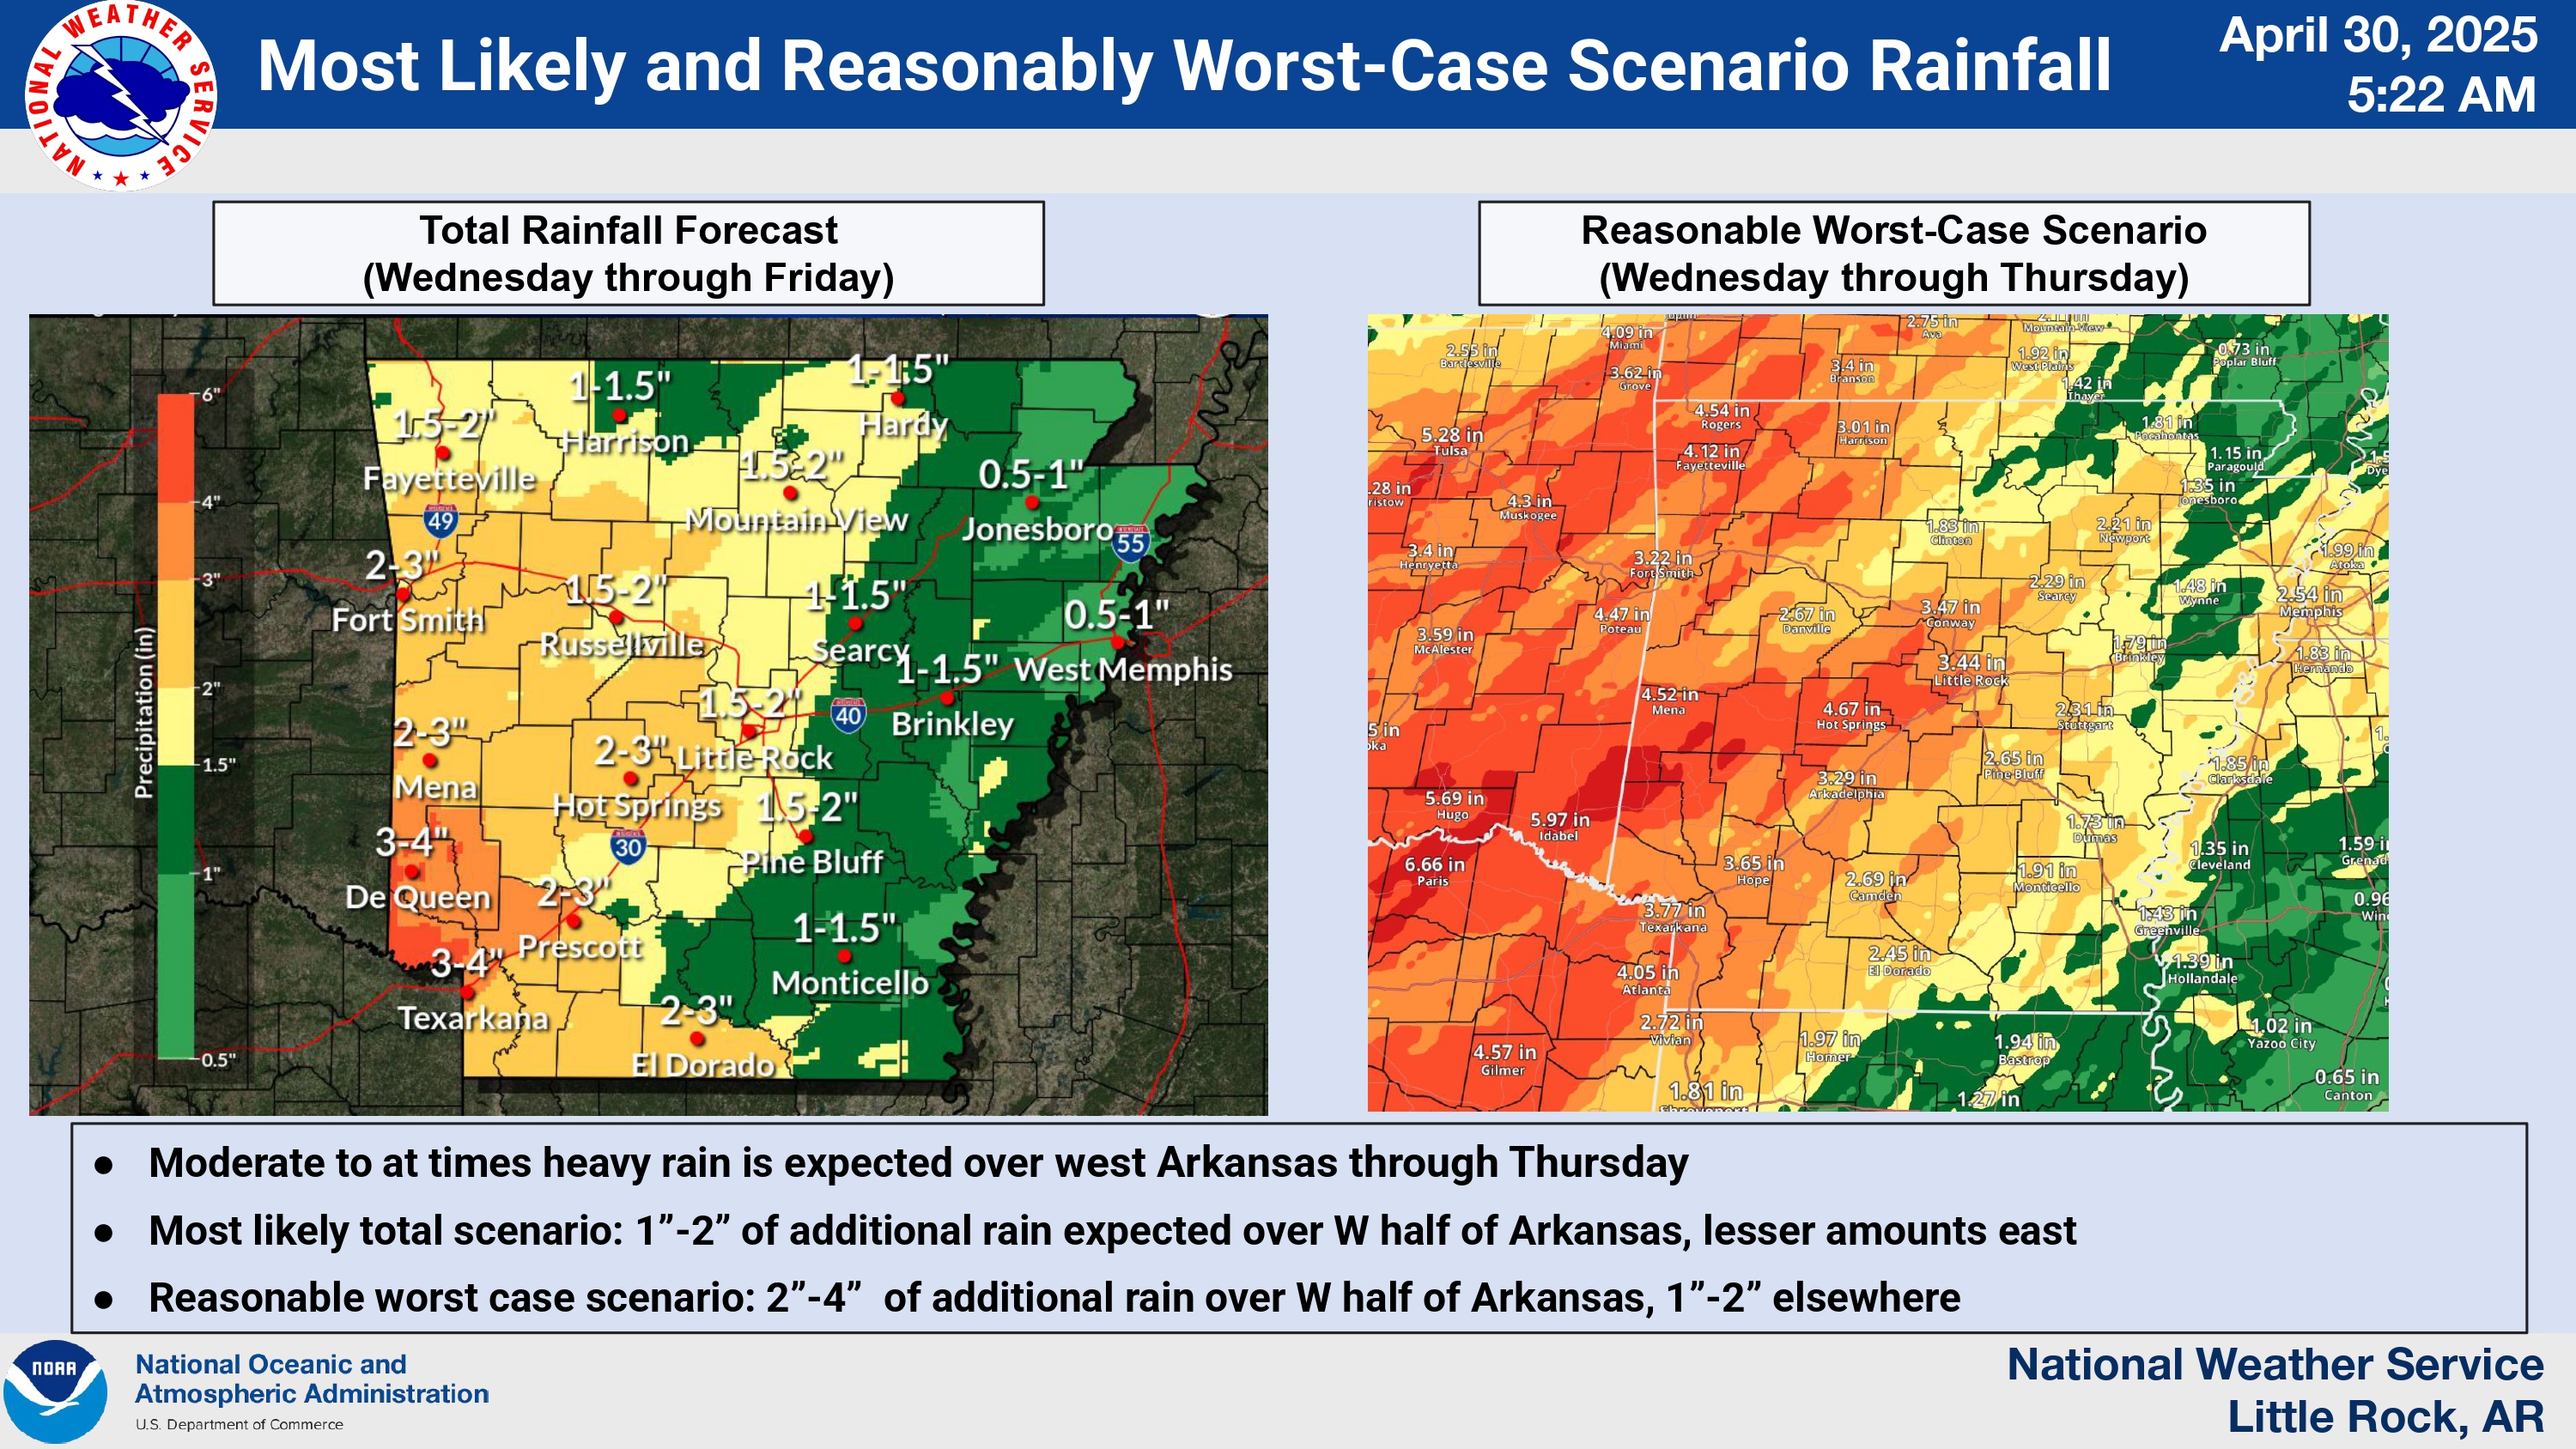 NATIONAL WEATHER SERVICE
Most Likely and Reasonably Worst-Case Scenario Rainfall
April 30, 2025
5:22 AM
Total Rainfall Forecast
(Wednesday through Friday)
Precipitation (in)
6"
4"
3"
2"
1.5"
1"
0.5"
1.5-2"
Fayetteville
1-1.5"
Harrison
1-1.5"
Hardy
1.5-2"
Mountain View
0.5-1"
Jonesboro
49
55
2-3"
Fort Smith
1.5-2"
Russellville
1-1.5"
Searcy
0.5-1"
West Memphis
1-1.5"
Brinkley
40
2-3"
Mena
2-3"
Hot Springs
1.5-2"
Little Rock
1.5-2"
Pine Bluff
30
3-4"
De Queen
2-3"
Prescott
1-1.5"
Monticello
3-4"
Texarkana
2-3"
El Dorado
Reasonable Worst-Case Scenario
(Wednesday through Thursday)
4.09 in
Miami
2.75 in
Ava
Mountain View
2.55 in
Bartlesville
3.62 in
Grove
3.4 in
Branson
1.92 in
West Plains
0.73 in
Poplar Bluff
1.42 in
Thayer
4.54 in
Rogers
5.28 in
Tulsa
4.12 in
Fayetteville
3.01 in
Harrison
1.81 in
Pocahontas
1.15 in
Paragould
1.5
Dye
.28 in
ristow
4.3 in
Muskogee
1.35 in
Jonesboro
3.4 in
Henryetta
3.22 in
Fort Smith
1.83 in
Clinton
2.21 in
Newport
1.99 in
Atoka
4.47 in
Poteau
2.67 in
Danville
3.47 in
Conway
2.29 in
Searcy
1.48 in
Wynne
2.54 in
Memphis
3.59 in
McAlester
3.44 in
Little Rock
1.79 in
Brinkley
1.83 in
Hernando
4.52 in
Mena
4.67 in
Hot Springs
2.31 in
Stuttgart
5 in
oka
2.65 in
Pine Bluff
1.85 in
Clarksdale
3.29 in
Arkadelphia
5.69 in
Hugo
5.97 in
Idabel
1.73 in
Dumas
1.35 in
Cleveland
1.59 i
Grenad
6.66 in
Paris
3.65 in
Hope
2.69 in
Camden
1.91 in
Monticello
0.96
Win
3.77 in
Texarkana
1.43 in
Greenville
4.05 in
Atlanta
2.45 in
El Dorado
1.39 in
Hollandale
2.72 in
Vivian
1.97 in
Homer
1.94 in
Bastrop
1.02 in
Yazoo City
4.57 in
Gilmer
1.81 in
Shreveport
1.27 in
0.65 in
Canton
● Moderate to at times heavy rain is expected over west Arkansas through Thursday
● Most likely total scenario: 1”-2” of additional rain expected over W half of Arkansas, lesser amounts east
● Reasonable worst case scenario: 2”-4” of additional rain over W half of Arkansas, 1”-2” elsewhere
NOAA
National Oceanic and
Atmospheric Administration
U.S. Department of Commerce
National Weather Service
Little Rock, AR